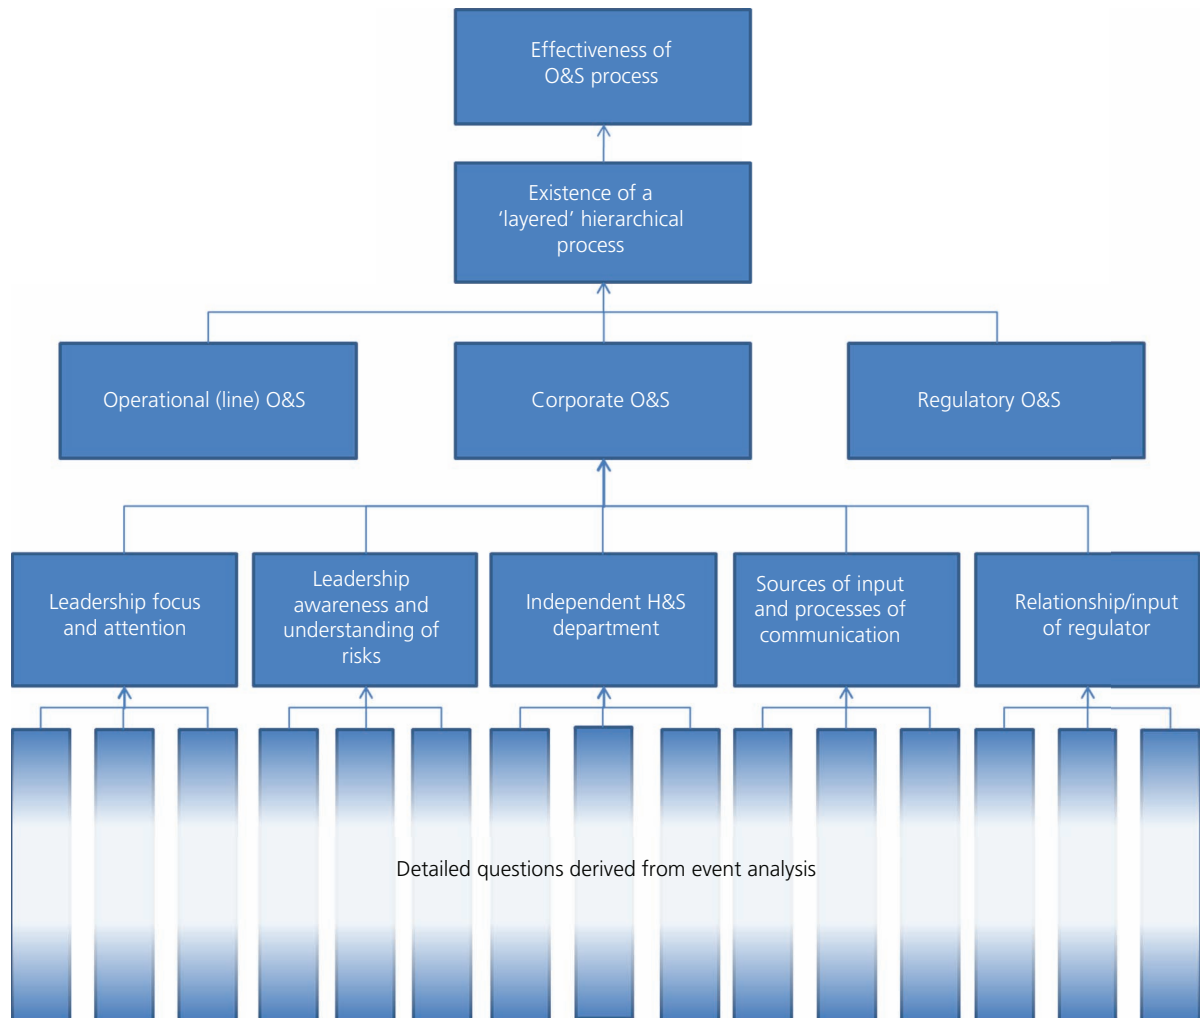 Effectiveness of
O&S process
Existence of a
‘layered’ hierarchical
process
Operational (line) O&S
Corporate O&S
Regulatory O&S
Leadership focus
and attention
Leadership
awareness and
understanding of
risks
Independent H&S
department
Sources of input
and processes of
communication
Relationship/input
of regulator
Detailed questions derived from event analysis